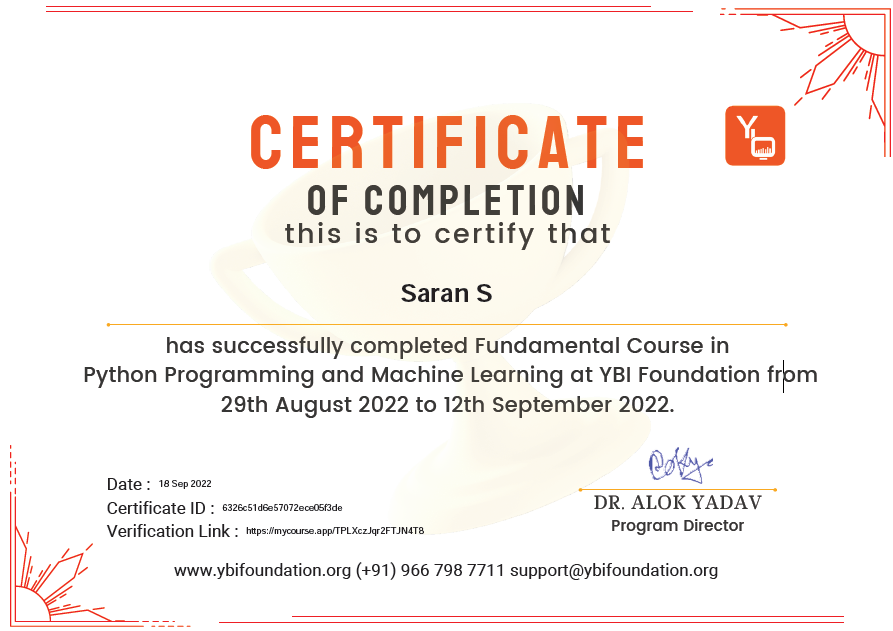 CERTIFICATE
OF COMPLETION
this is to certify that
Saran S
has successfully completed Fundamental Course in
Python Programming and Machine Learning at YBI Foundation from
29th August 2022 to 12th September 2022.
Date : 18 Sep 2022
Certificate ID : 6326c51d6e57072ece05f3de
Verification Link : https://mycourse.app/TPLXczJqr2FTJN4T8
DR. ALOK YADAV
Program Director
www.ybifoundation.org (+91) 966 798 7711 support@ybifoundation.org